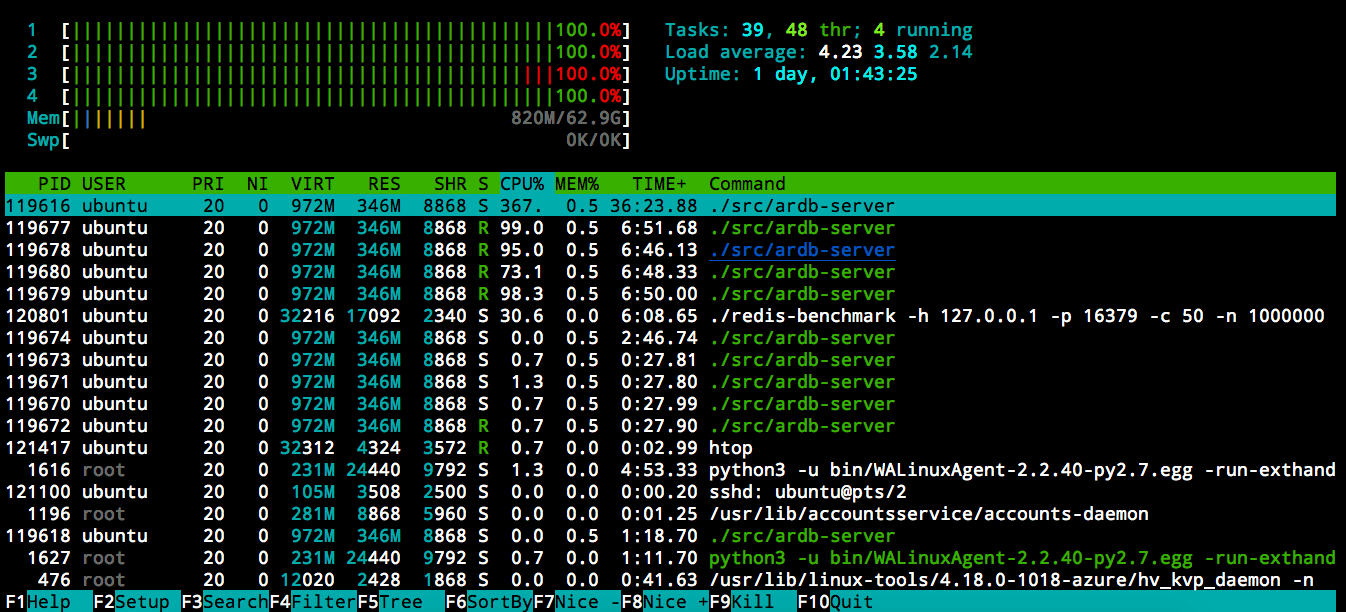 1 [||||||||||||||||||||||||||||||||||||||||||||100.0%] Tasks: 39, 48 thr; 4 running
2 [||||||||||||||||||||||||||||||||||||||||||||100.0%] Load average: 4.23 3.58 2.14
3 [||||||||||||||||||||||||||||||||||||||||||||100.0%] Uptime: 1 day, 01:43:25
4 [||||||||||||||||||||||||||||||||||||||||||||100.0%]
Mem[||||||| 820M/62.9G]
Swp[ 0K/0K]
PID USER PRI NI VIRT RES SHR S CPU% MEM% TIME+ Command
119616 ubuntu 20 0 972M 346M 8868 S 367. 0.5 36:23.88 ./src/ardb-server
119677 ubuntu 20 0 972M 346M 8868 R 99.0 0.5 6:51.68 ./src/ardb-server
119678 ubuntu 20 0 972M 346M 8868 R 95.0 0.5 6:46.13 ./src/ardb-server
119680 ubuntu 20 0 972M 346M 8868 R 73.1 0.5 6:48.33 ./src/ardb-server
119679 ubuntu 20 0 972M 346M 8868 R 98.3 0.5 6:50.00 ./src/ardb-server
120801 ubuntu 20 0 32216 17092 2340 S 30.6 0.0 6:08.65 ./redis-benchmark -h 127.0.0.1 -p 16379 -c 50 -n 1000000
119674 ubuntu 20 0 972M 346M 8868 S 0.0 0.5 2:46.74 ./src/ardb-server
119673 ubuntu 20 0 972M 346M 8868 S 0.7 0.5 0:27.81 ./src/ardb-server
119671 ubuntu 20 0 972M 346M 8868 S 1.3 0.5 0:27.80 ./src/ardb-server
119670 ubuntu 20 0 972M 346M 8868 S 0.7 0.5 0:27.99 ./src/ardb-server
119672 ubuntu 20 0 972M 346M 8868 R 0.7 0.5 0:27.90 ./src/ardb-server
121417 ubuntu 20 0 32312 4324 3572 R 0.7 0.0 0:02.99 htop
1616 root 20 0 231M 24440 9792 S 1.3 0.0 4:53.33 python3 -u bin/WALinuxAgent-2.2.40-py2.7.egg -run-exthand
121100 ubuntu 20 0 105M 3508 2500 S 0.0 0.0 0:00.20 sshd: ubuntu@pts/2
1196 root 20 0 281M 8868 5960 S 0.0 0.0 0:01.25 /usr/lib/accountsservice/accounts-daemon
119618 ubuntu 20 0 972M 346M 8868 S 0.0 0.5 1:18.70 ./src/ardb-server
1627 root 20 0 231M 24440 9792 S 0.7 0.0 1:11.70 python3 -u bin/WALinuxAgent-2.2.40-py2.7.egg -run-exthand
476 root 20 0 12020 2428 1868 S 0.0 0.0 0:41.63 /usr/lib/linux-tools/4.18.0-1018-azure/hv_kvp_daemon -n
F1Help F2Setup F3SearchF4FilterF5Tree F6SortByF7Nice -F8Nice +F9Kill F10Quit